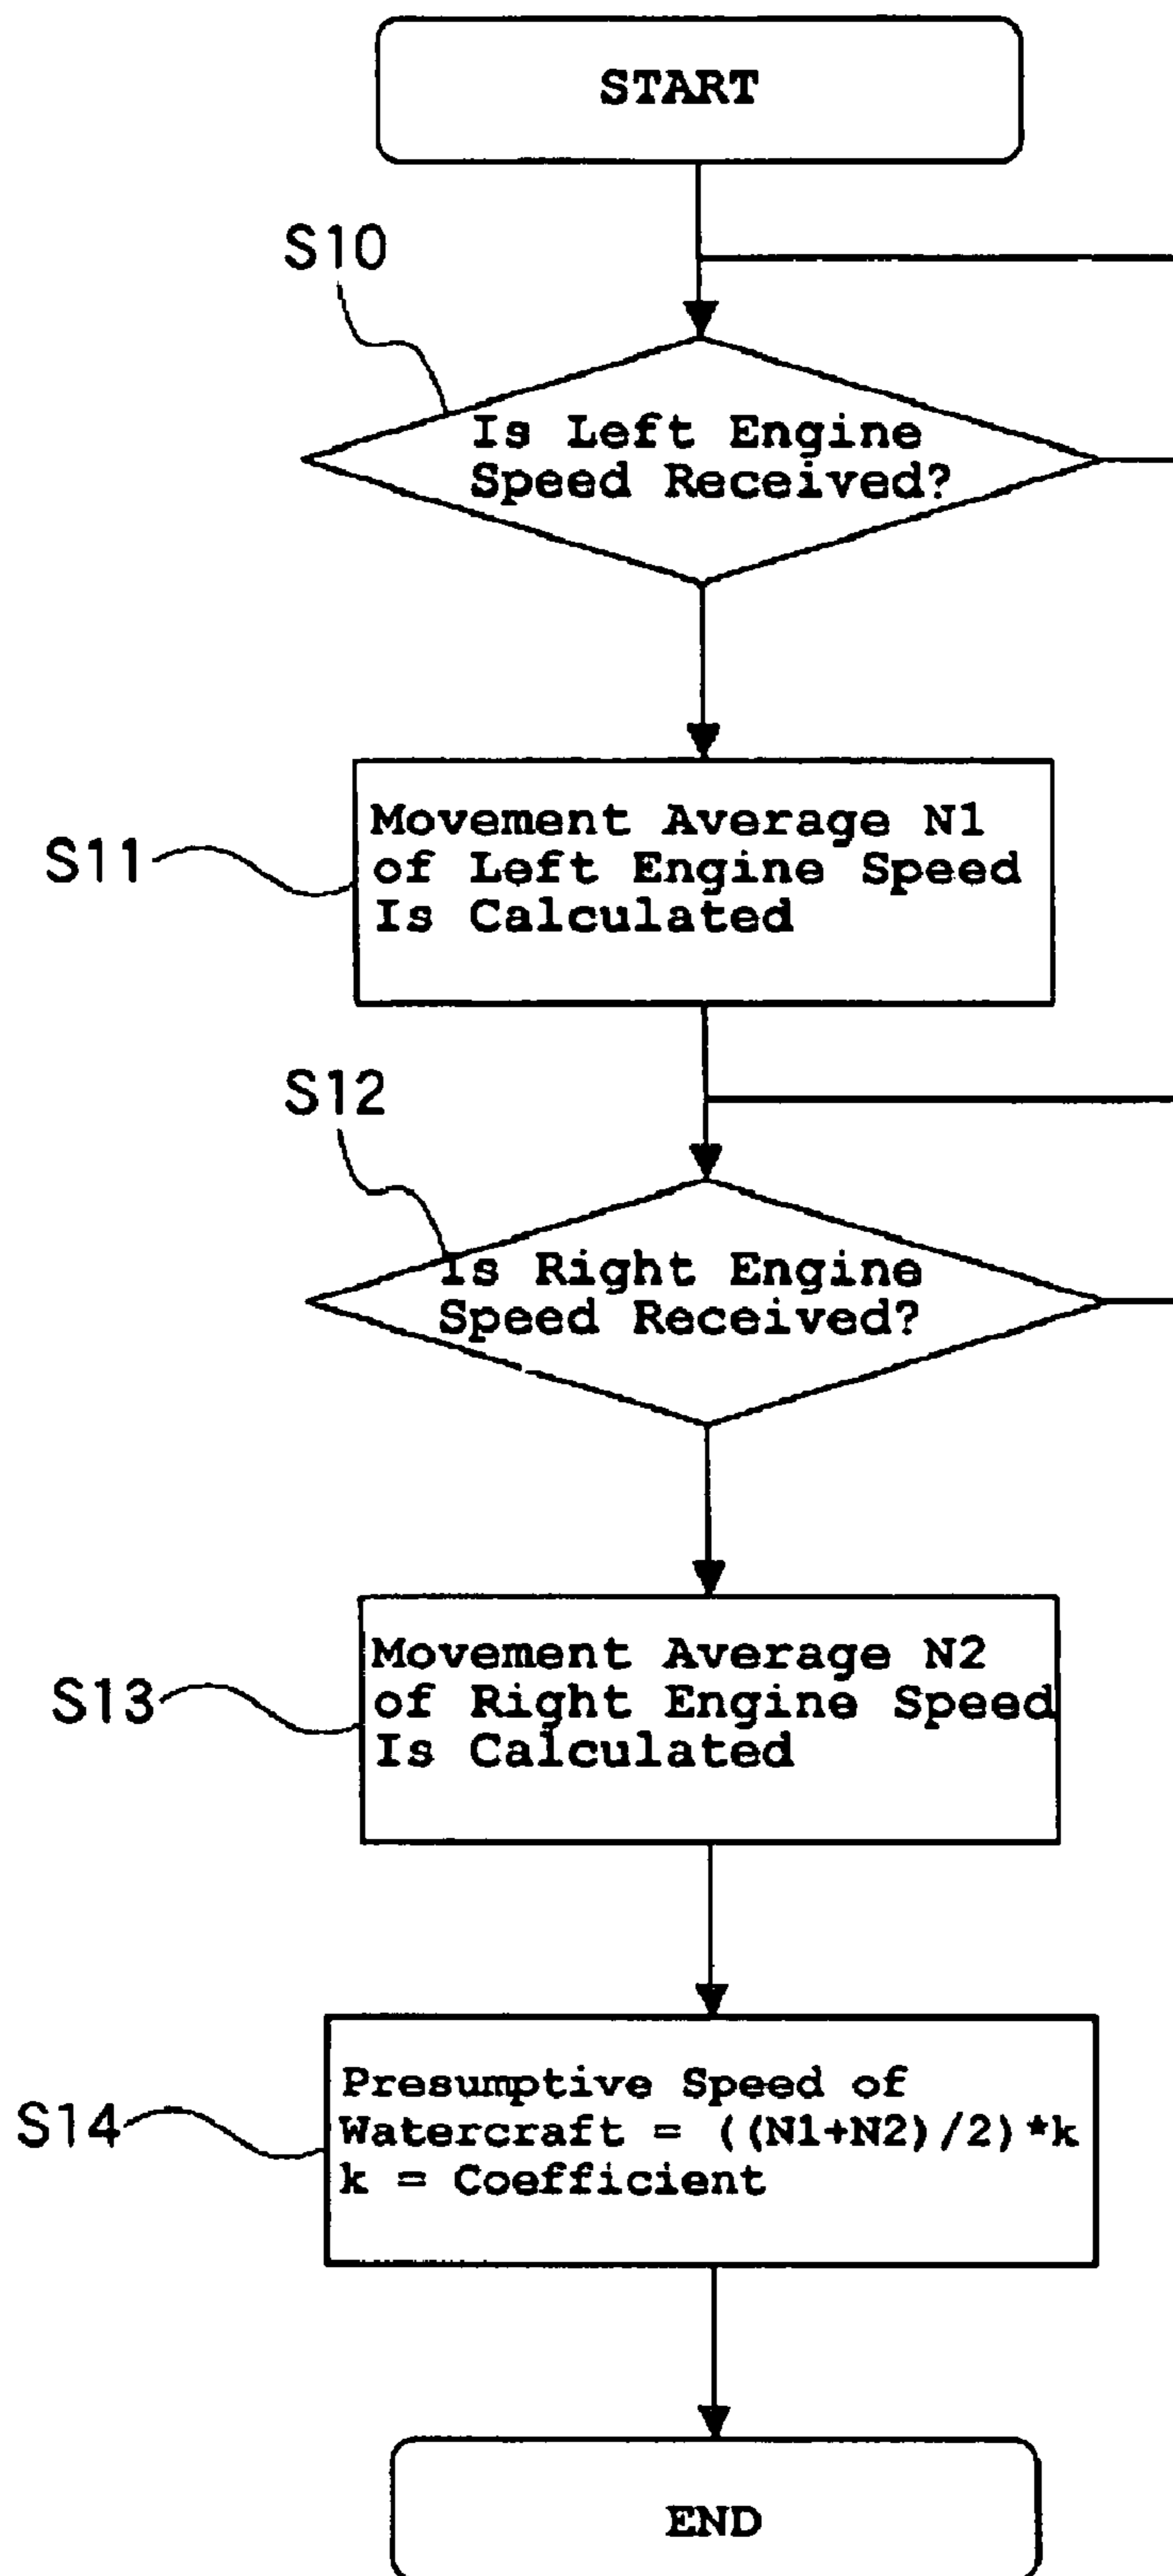 START
S10
Is Left Engine
Speed Received?
S11
Movement Average N1
of Left Engine Speed
Is Calculated
S12
Is Right Engine
Speed Received?
S13
Movement Average N2
of Right Engine Speed
Is Calculated
S14
Presumptive Speed of
Watercraft = ((N1+N2)/2)*k
k = Coefficient
END